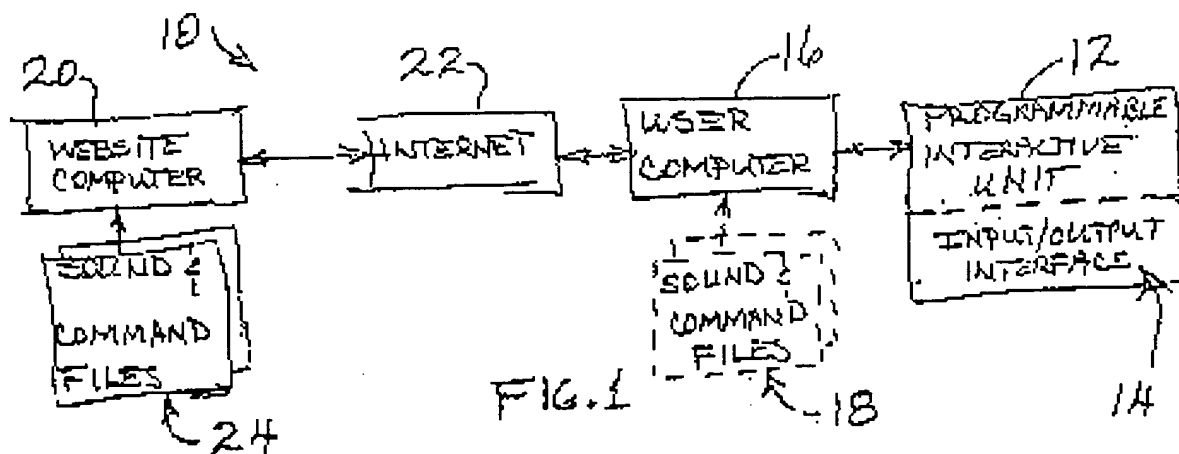 10
20
22
16
12
WEBSITE
COMPUTER
INTERNET
USER
COMPUTER
PROGRAMMABLE
INTERACTIVE
UNIT
INPUT/OUTPUT
INTERFACE
SOUND &
COMMAND
FILES
SOUND &
COMMAND
FILES
FIG. 1
24
18
14